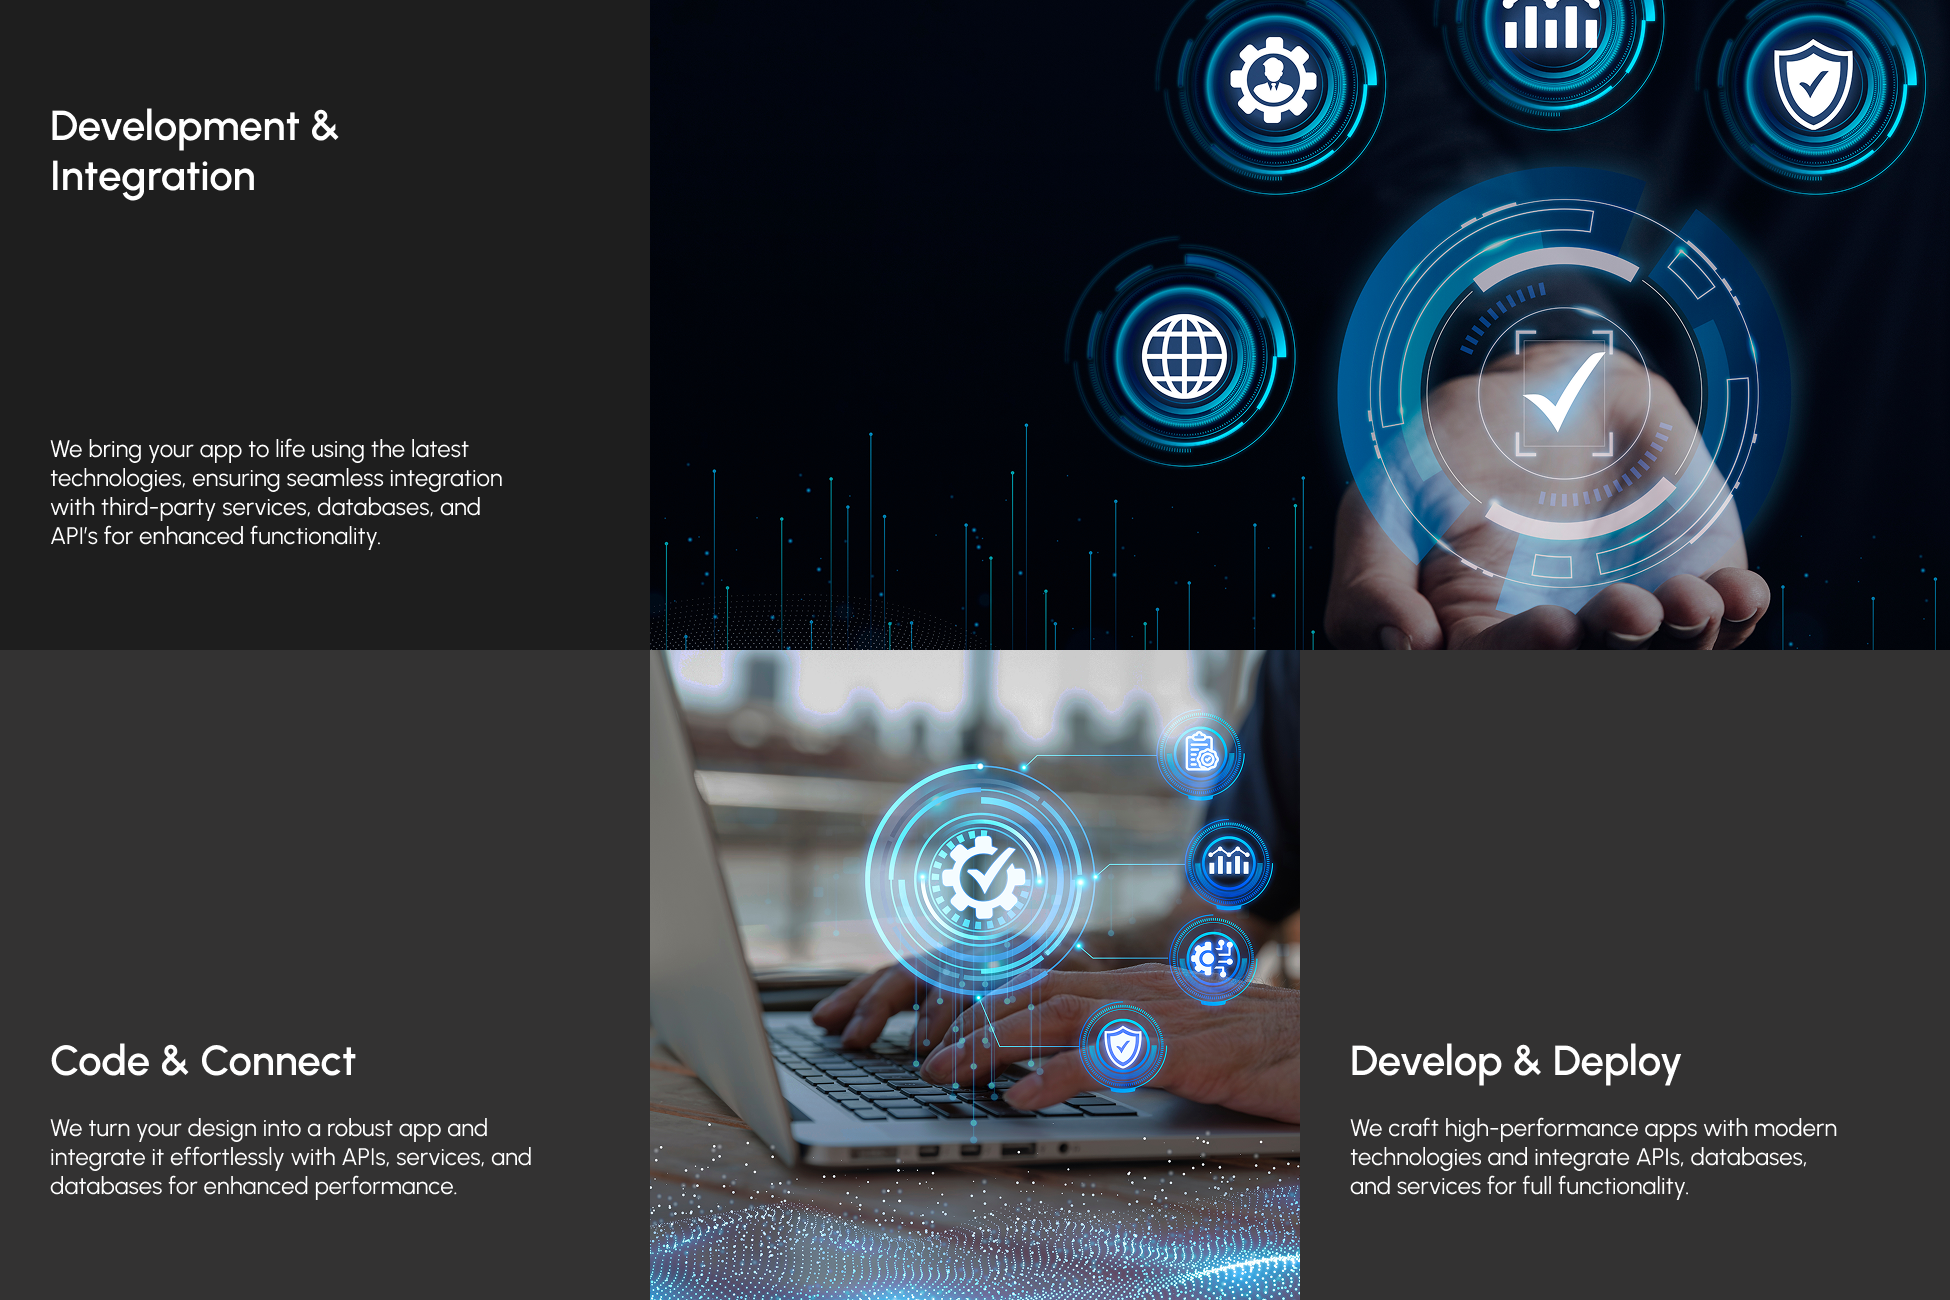 Development &
Integration
We bring your app to life using the latest
technologies, ensuring seamless integration
with third-party services, databases, and
API's for enhanced functionality.
Code & Connect
We turn your design into a robust app and
integrate it effortlessly with APIs, services, and
databases for enhanced performance.
Develop & Deploy
We craft high-performance apps with modern
technologies and integrate APIs, databases,
and services for full functionality.